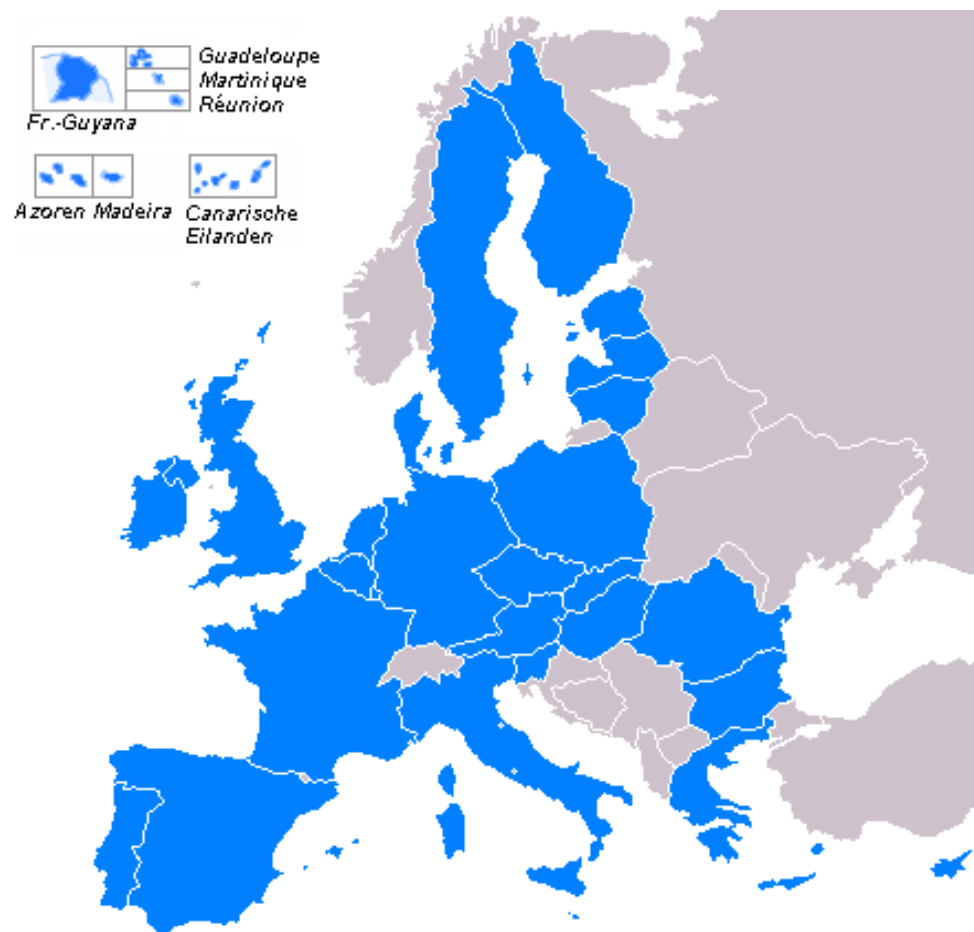 Guadeloupe
Martinique
Réunion
Fr.-Guyana
Azoren Madeira
Canarische
Eilanden